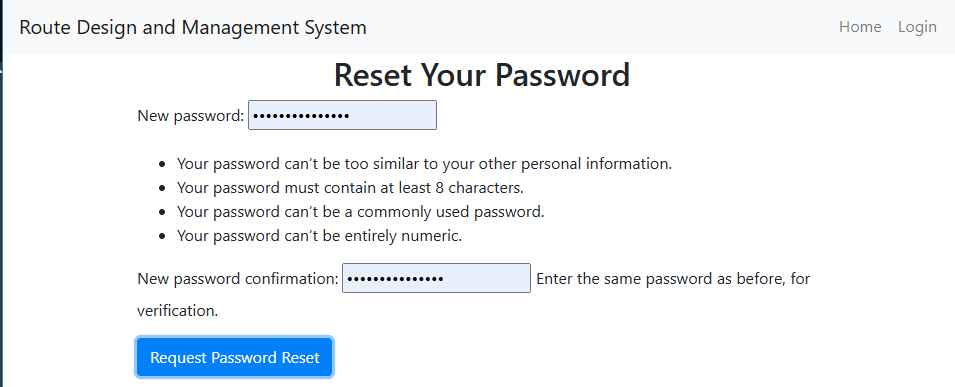 Route Design and Management System
Home Login
Reset Your Password
New password: •••••••••••••••
• Your password can't be too similar to your other personal information.
• Your password must contain at least 8 characters.
• Your password can't be a commonly used password.
• Your password can't be entirely numeric.
New password confirmation: ••••••••••••••• Enter the same password as before, for
verification.
Request Password Reset